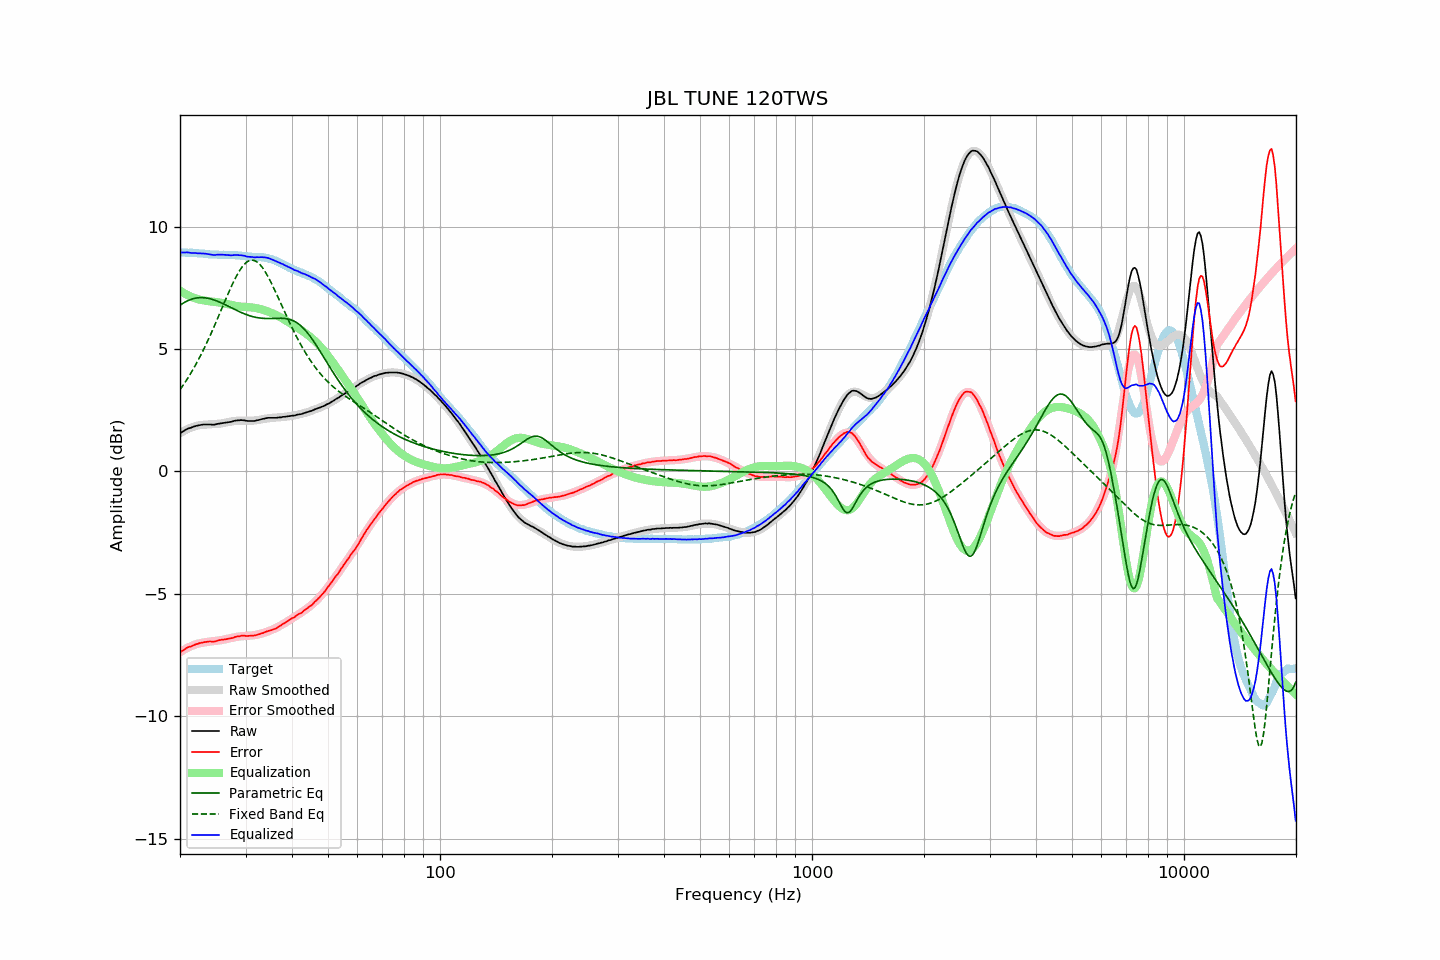 JBL TUNE 120TWS
Amplitude (dBr)
10
5
0
−5
−10
−15
Target
Raw Smoothed
Error Smoothed
Raw
Error
Equalization
Parametric Eq
Fixed Band Eq
Equalized
100 1000 10000
Frequency (Hz)